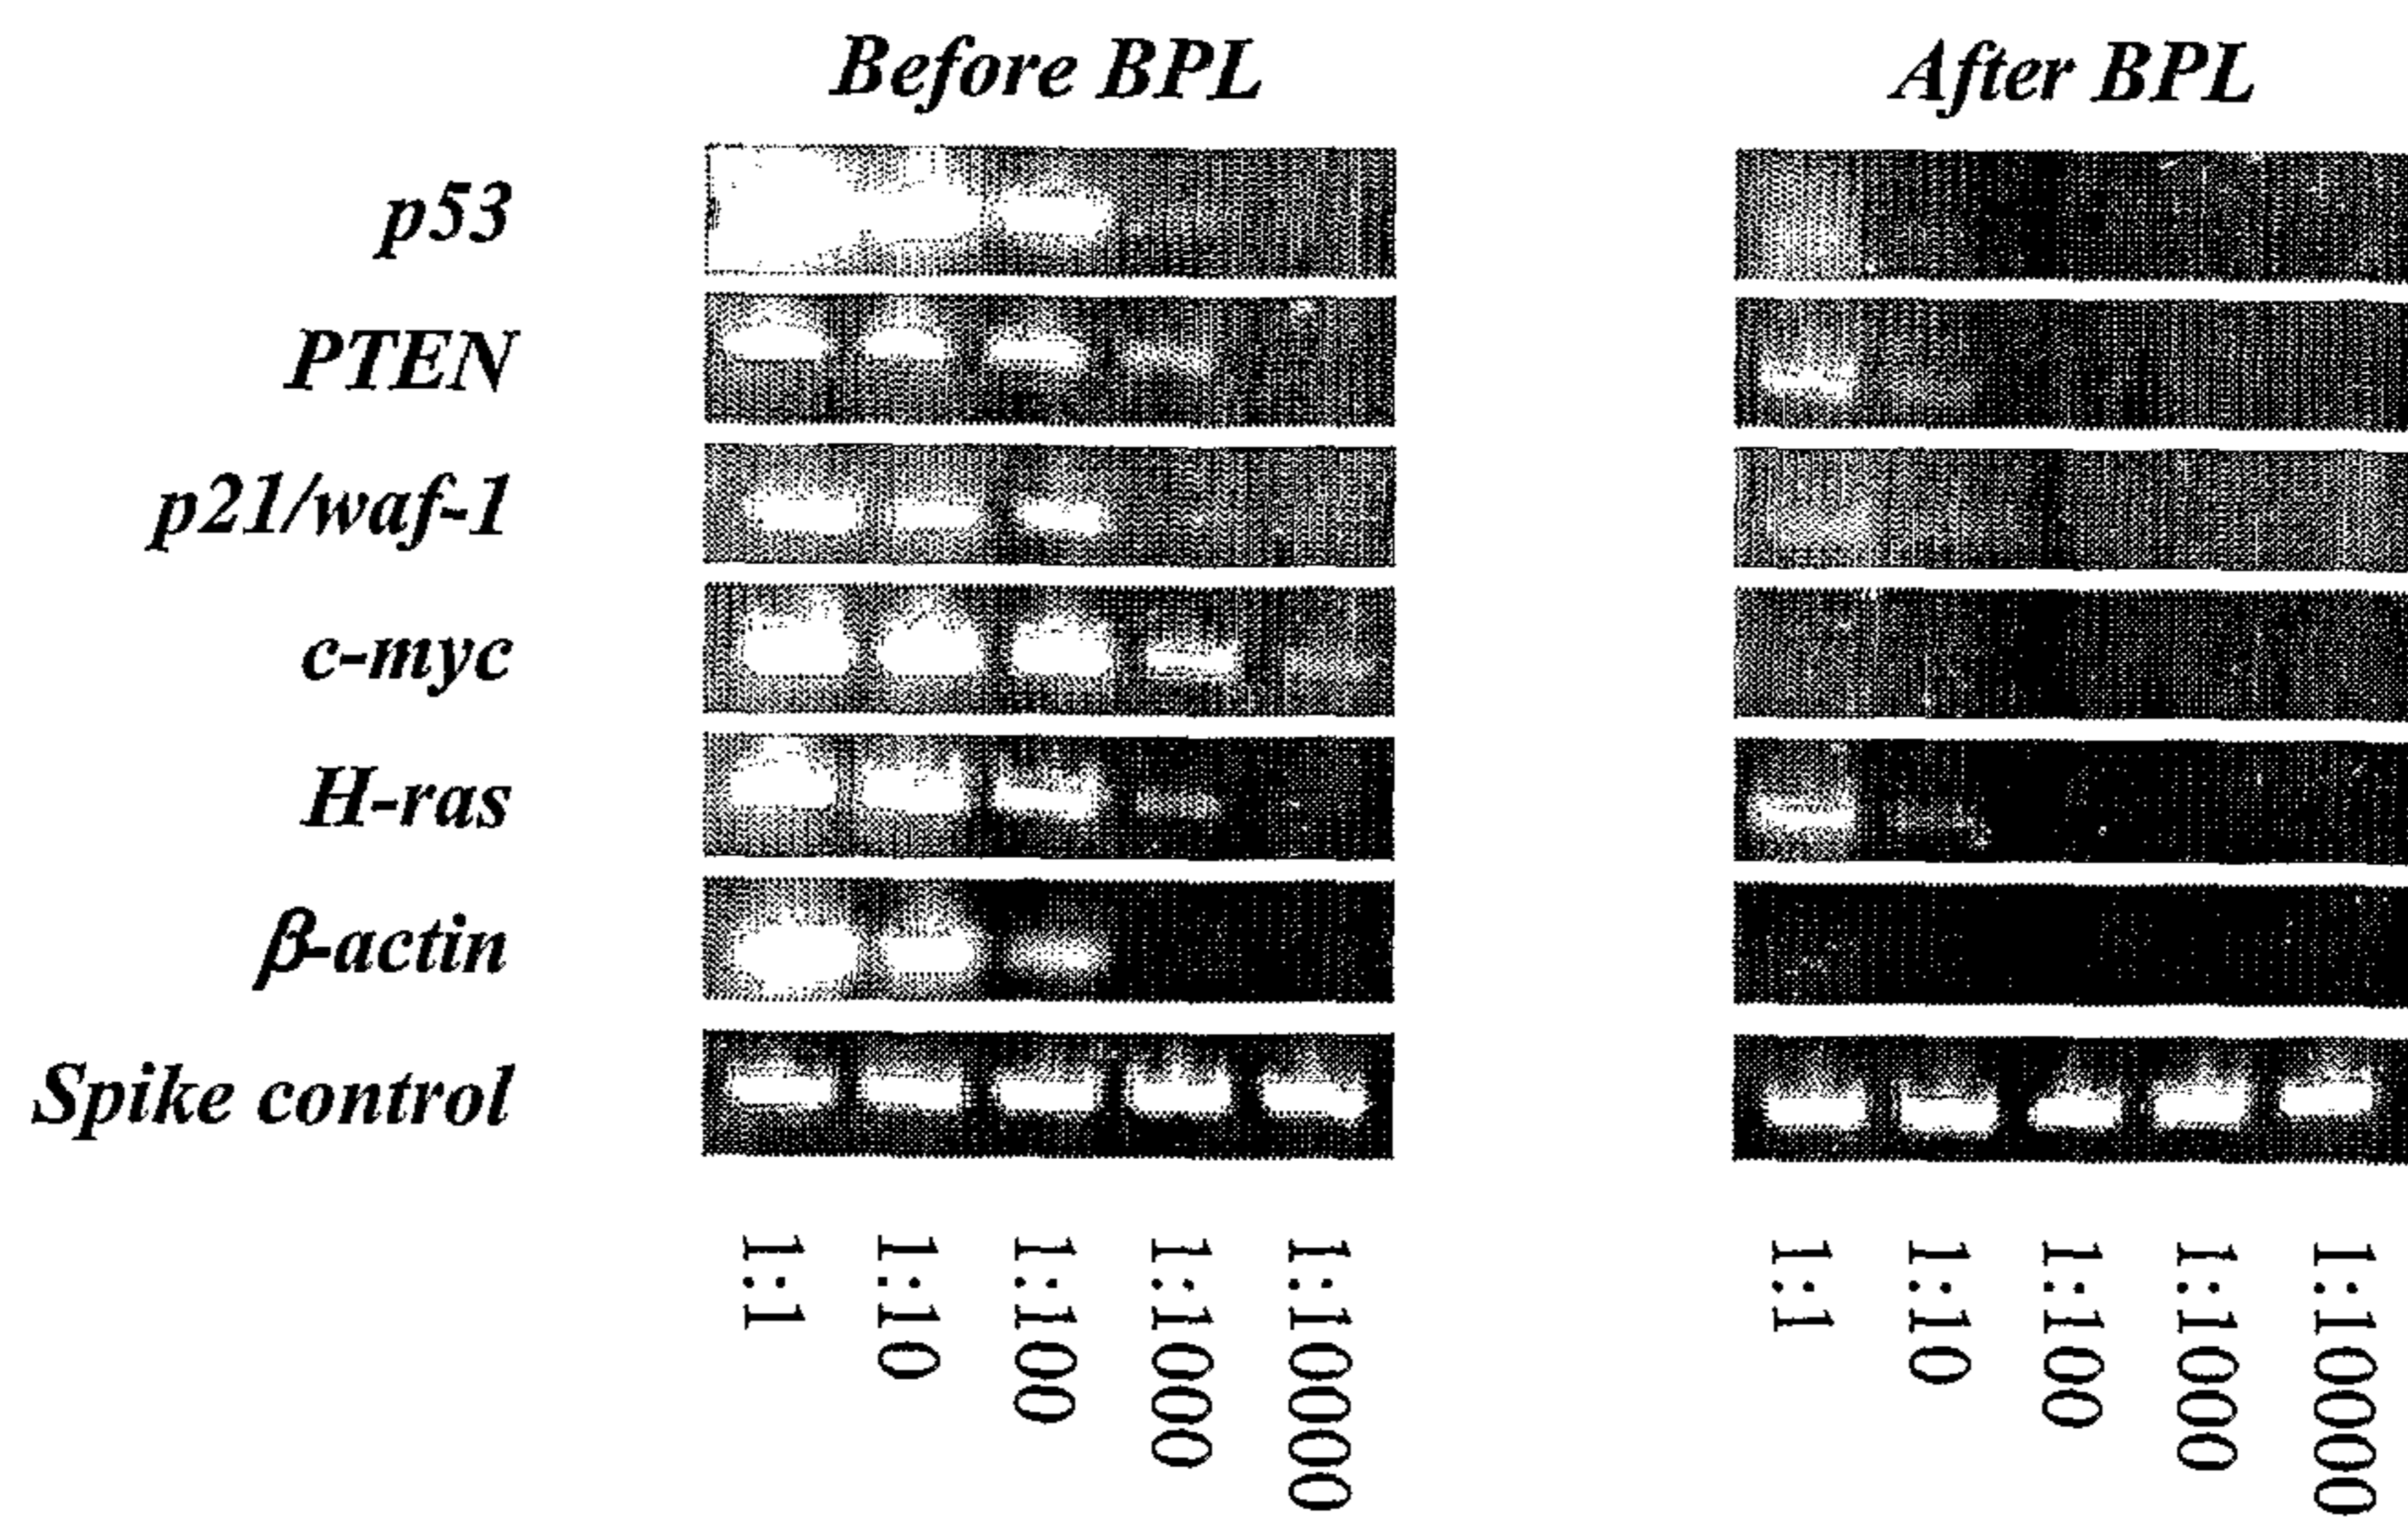 Before BPL
After BPL
p53
PTEN
p21/waf-1
c-myc
H-ras
β-actin
Spike control
1:1
1:10
1:100
1:1000
1:10000
1:1
1:10
1:100
1:1000
1:10000